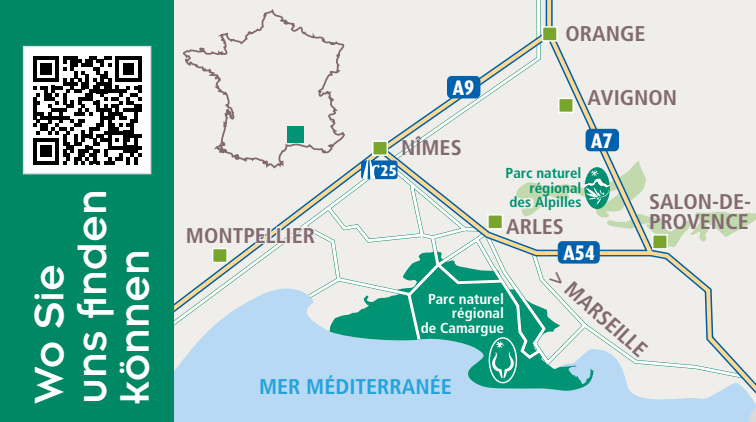 Wo Sie
uns finden
können
ORANGE
A9
AVIGNON
A7
NÎMES
Parc naturel
régional
des Alpilles
SALON-DE-
PROVENCE
ARLES
MONTPELLIER
A54
> MARSEILLE
Parc naturel
régional
de Camargue
MER MÉDITERRANÉE